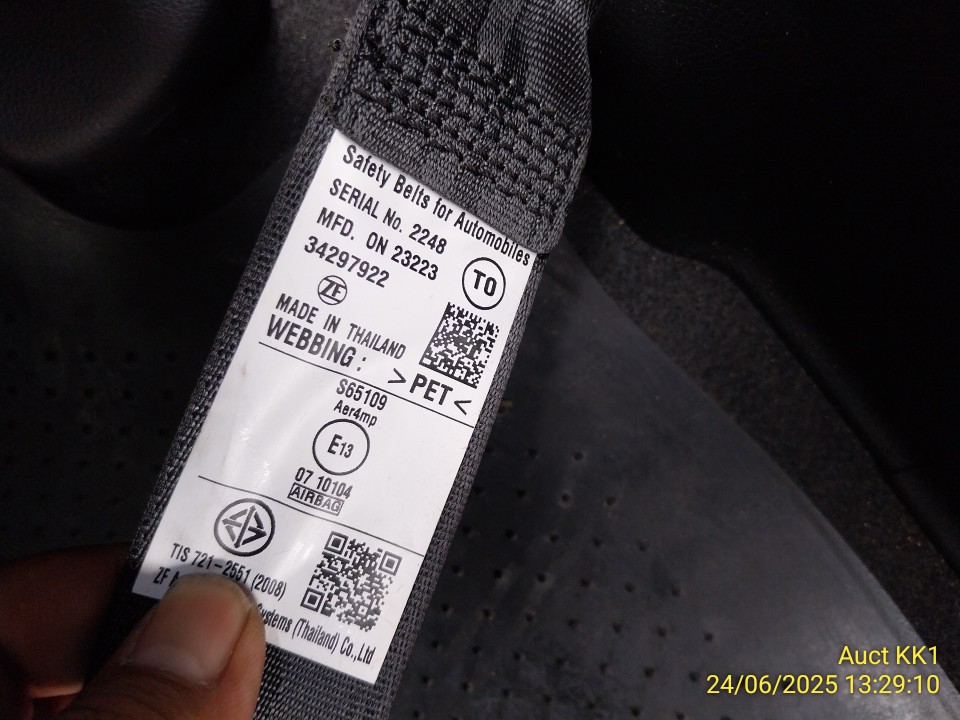 Safety Belts for Automobiles
SERIAL No. 2248
MFD. ON 23223
34297922
TO
ZF
MADE IN THAILAND
WEBBING :
>PET<
S65109
Aer4mp
E13
07 10104
AIRBAG
TIS 721-2551 (2008)
ZF Systems (Thailand) Co.,Ltd
Auct KK1
24/06/2025 13:29:10